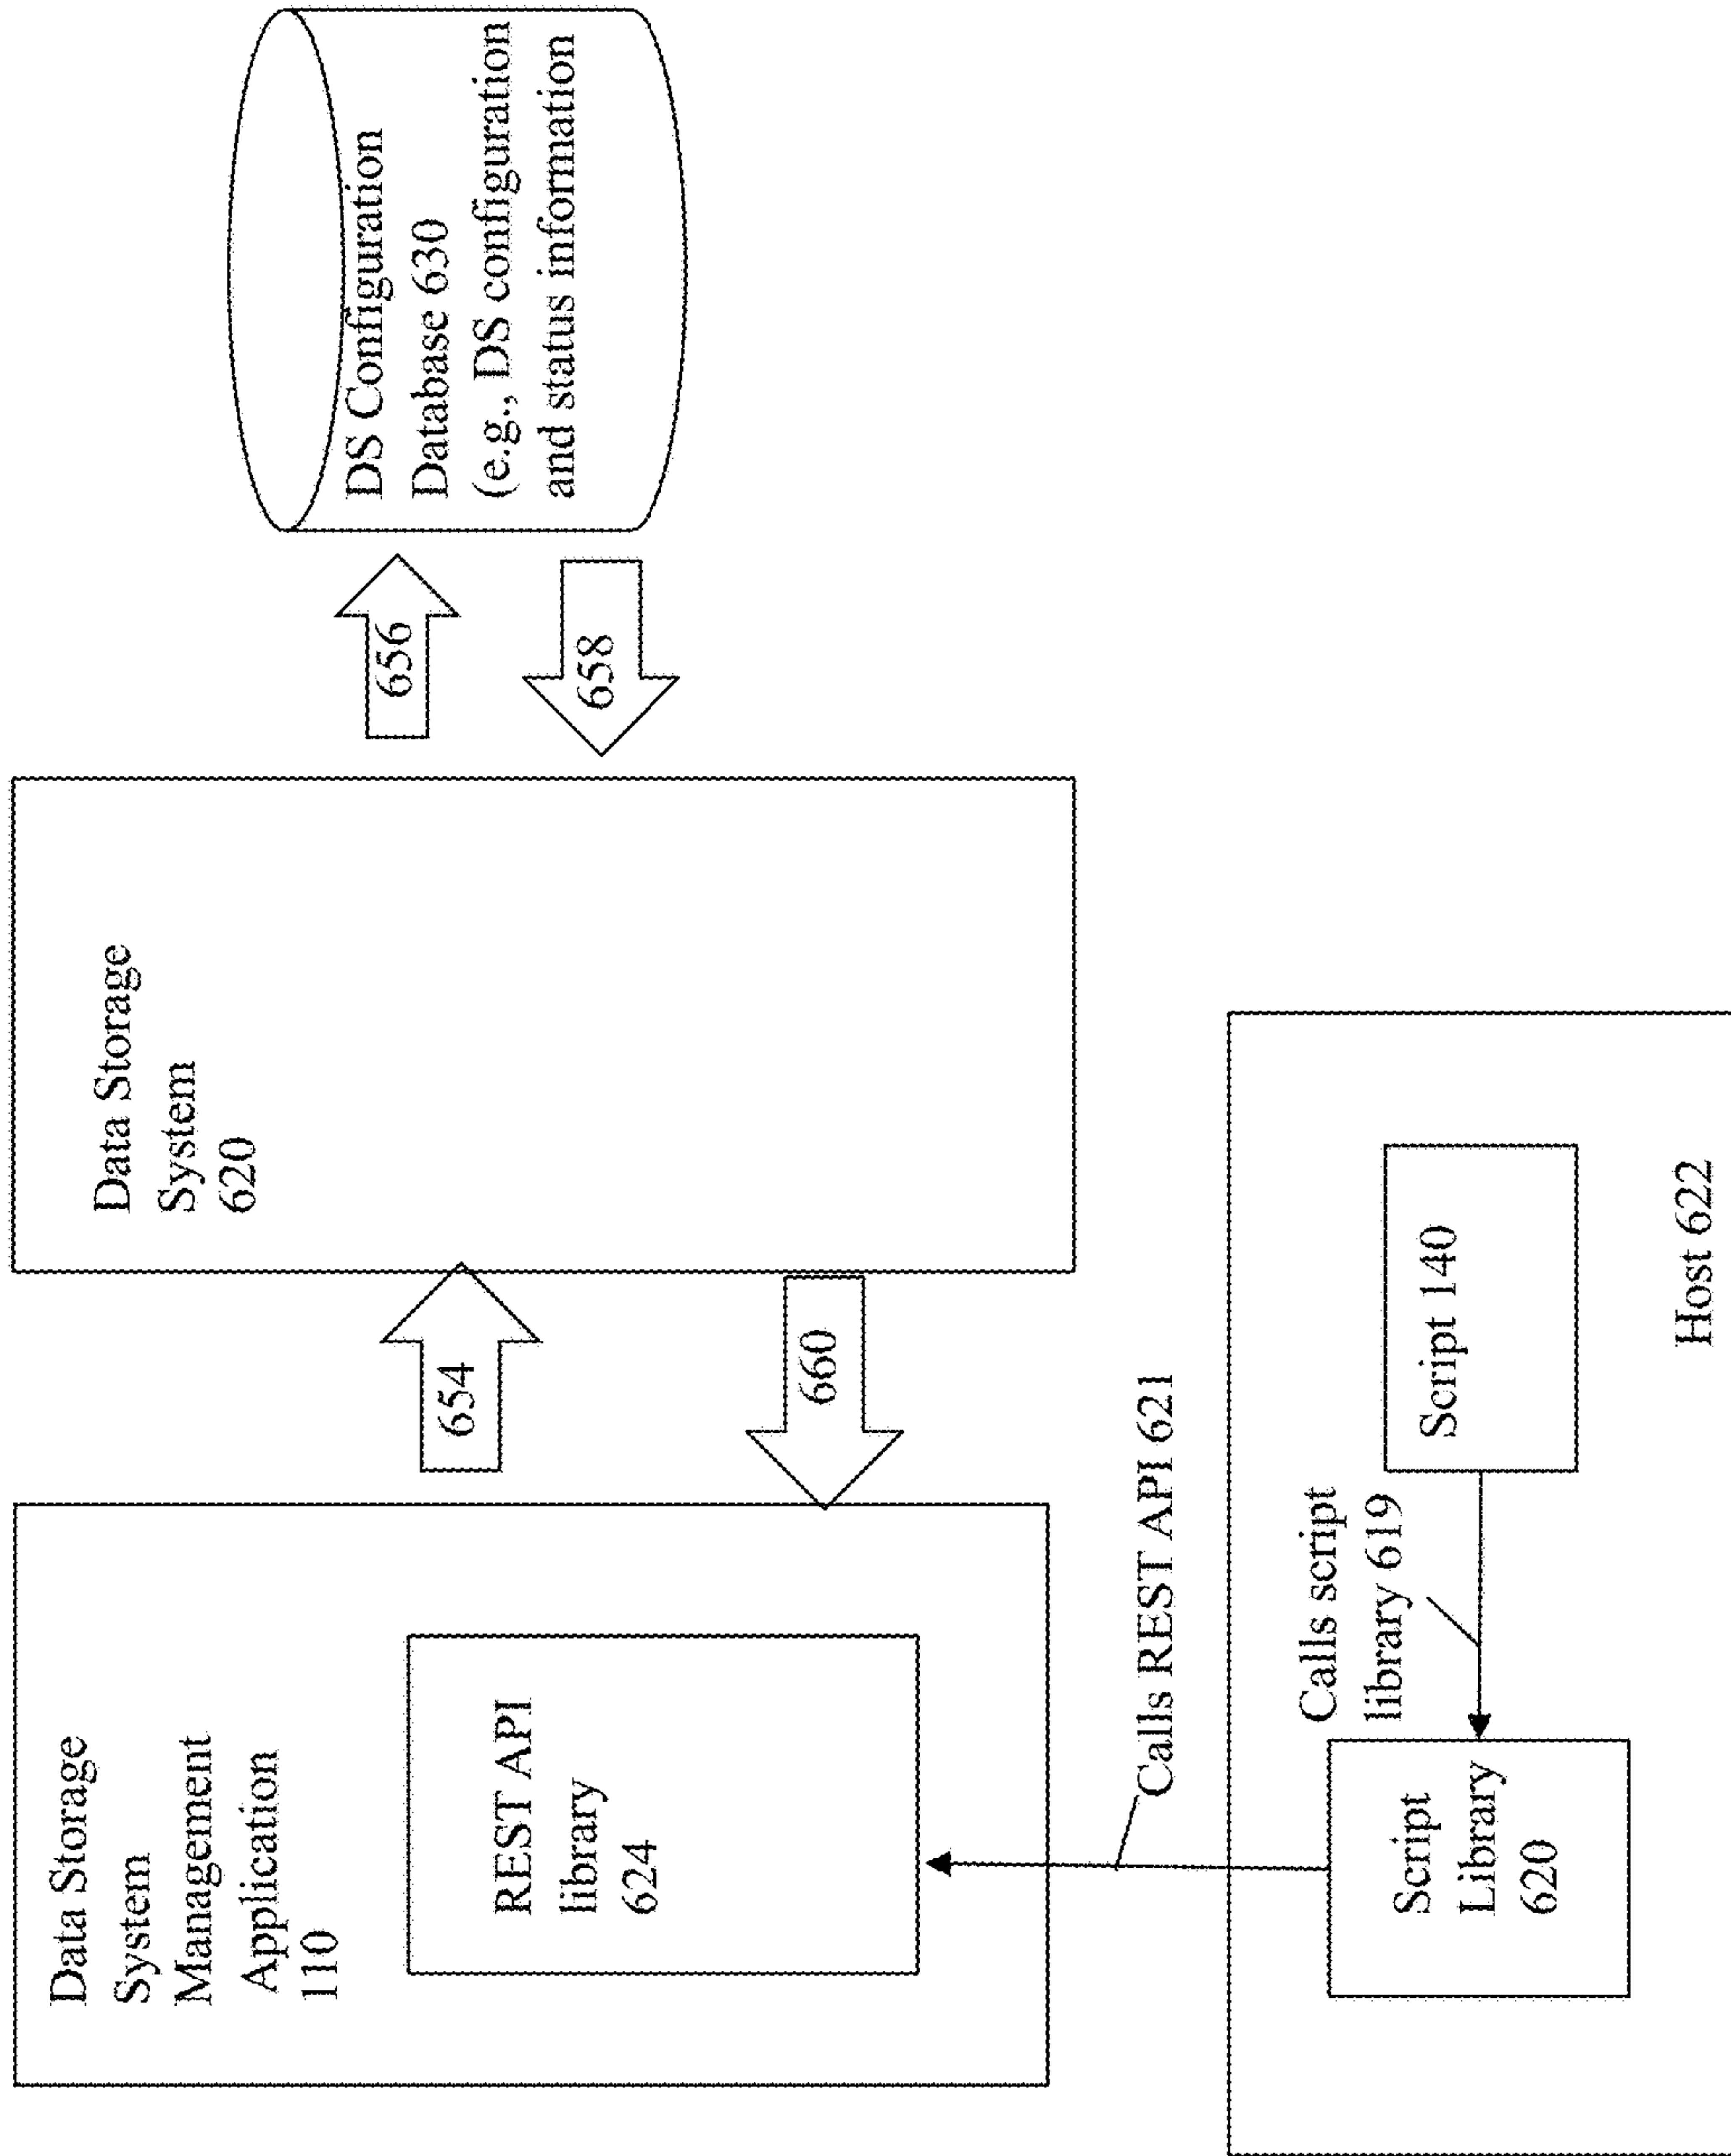 Data Storage
System
Management
Application
110
REST API
library
624
654
660
Data Storage
System
620
656
658
DS Configuration
Database 630
(e.g., DS configuration
and status information
Calls REST API 621
Script
Library
620
Calls script
library 619
Script 140
Host 622